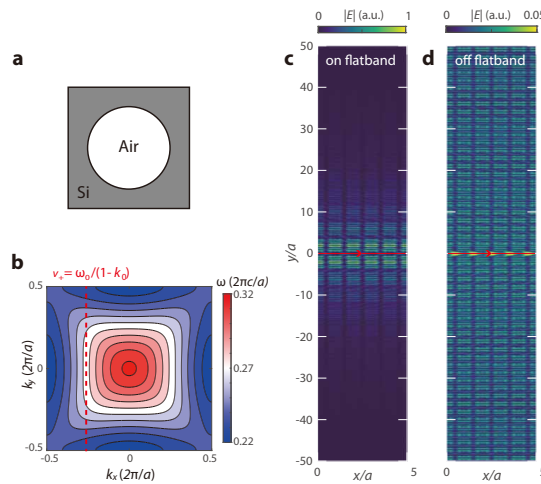 a
Air
Si
b
v₊= ω₀/(1- k₀)
ω (2πc/a)
0.32
0.27
0.22
0.5
0
-0.5
k_y (2π/a)
-0.5
0
0.5
k_x (2π/a)
|E| (a.u.)
0
1
c
on flatband
50
40
30
20
10
0
-10
-20
-30
-40
-50
y/a
0
5
x/a
|E| (a.u.)
0
0.05
d
off flatband
0
5
x/a